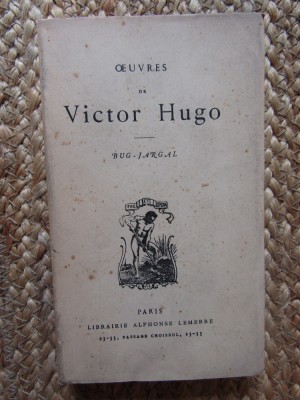 ŒUVRES
DE
Victor Hugo
BUG-JARGAL
PARIS
LIBRAIRIE ALPHONSE LEMERRE
23-33, PASSAGE CHOISEUL, 23-33